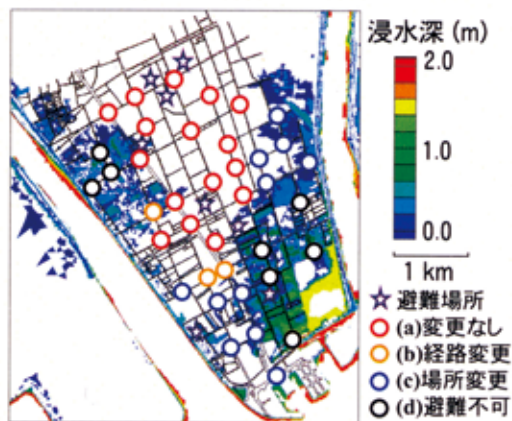 浸水深 (m)
2.0
1.0
0.0
1 km
避難場所
(a)変更なし
(b)経路変更
(c)場所変更
(d)避難不可